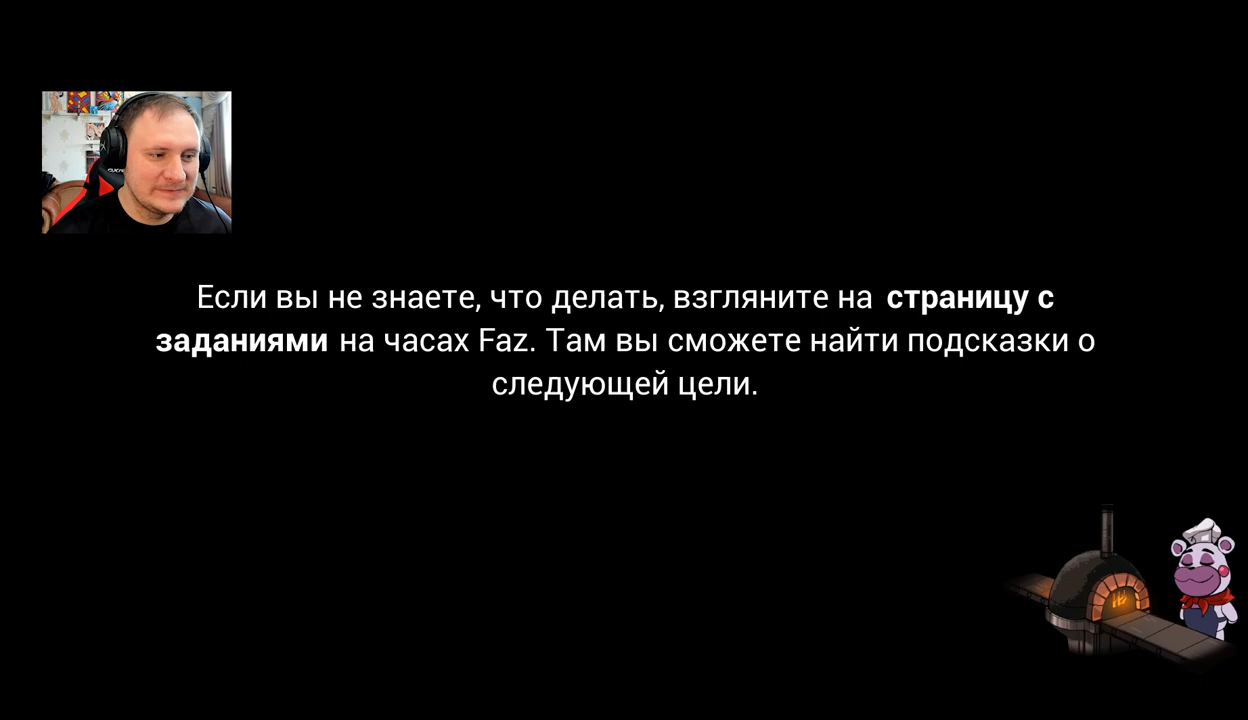 Если вы не знаете, что делать, взгляните на страницу с
заданиями на часах Faz. Там вы сможете найти подсказки о
следующей цели.